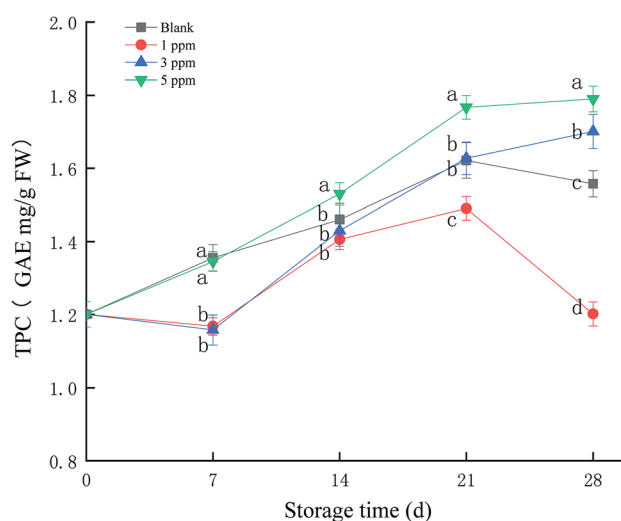 2.0
1.8
1.6
1.4
1.2
1.0
0.8
TPC ( GAE mg/g FW)
Blank
1 ppm
3 ppm
5 ppm
a
a
b
b
a
b
b
b
a
b
b
c
a
b
c
d
0
7
14
21
28
Storage time (d)